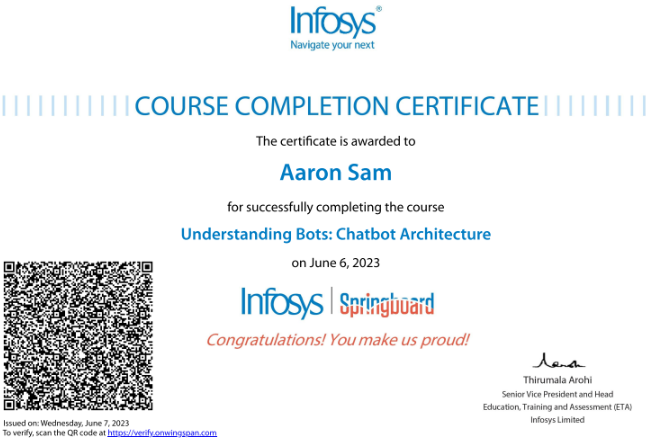 Infosys®
Navigate your next
COURSE COMPLETION CERTIFICATE
The certificate is awarded to
Aaron Sam
for successfully completing the course
Understanding Bots: Chatbot Architecture
on June 6, 2023
Infosys | Springboard
Congratulations! You make us proud!
Thirumala Arohi
Senior Vice President and Head
Education, Training and Assessment (ETA)
Infosys Limited
Issued on: Wednesday, June 7, 2023
To verify, scan the QR code at https://verify.onwingspan.com